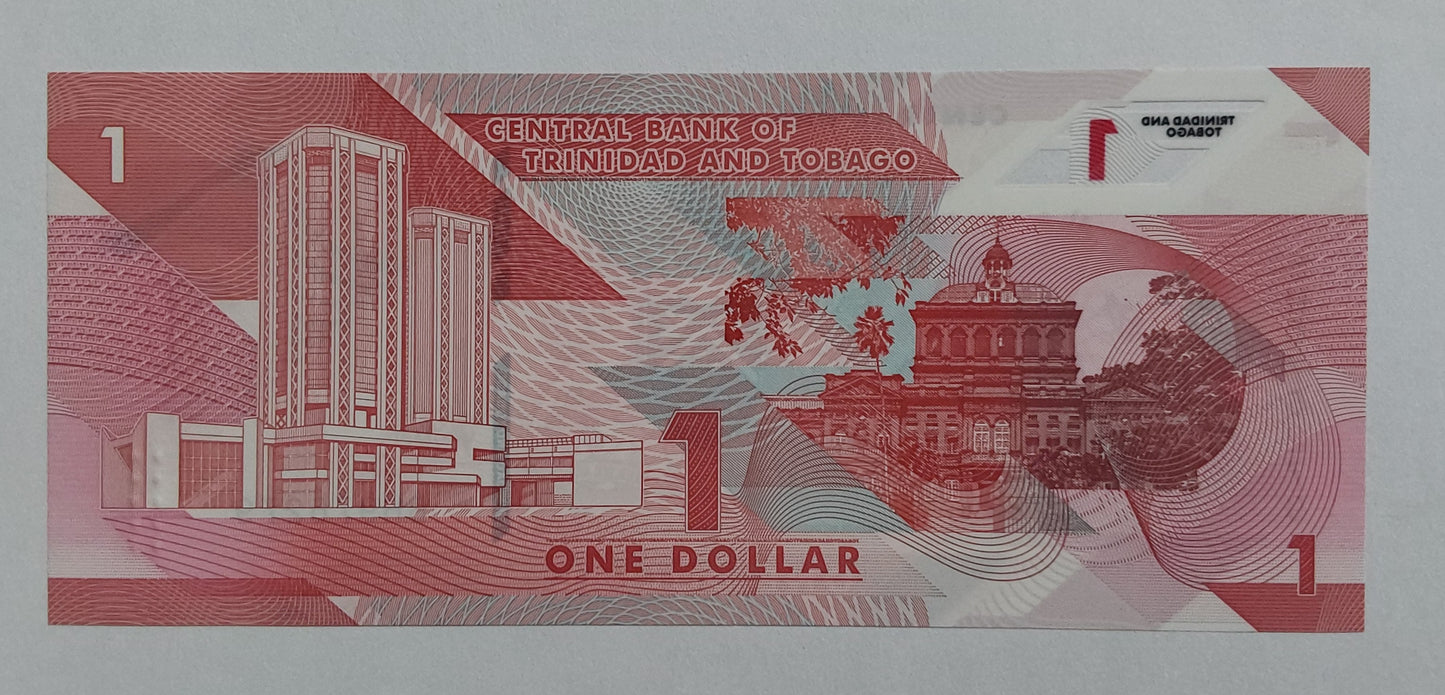 1
CENTRAL BANK OF
TRINIDAD AND TOBAGO
1
TRINIDAD AND
TOBAGO
1
ONE DOLLAR
1